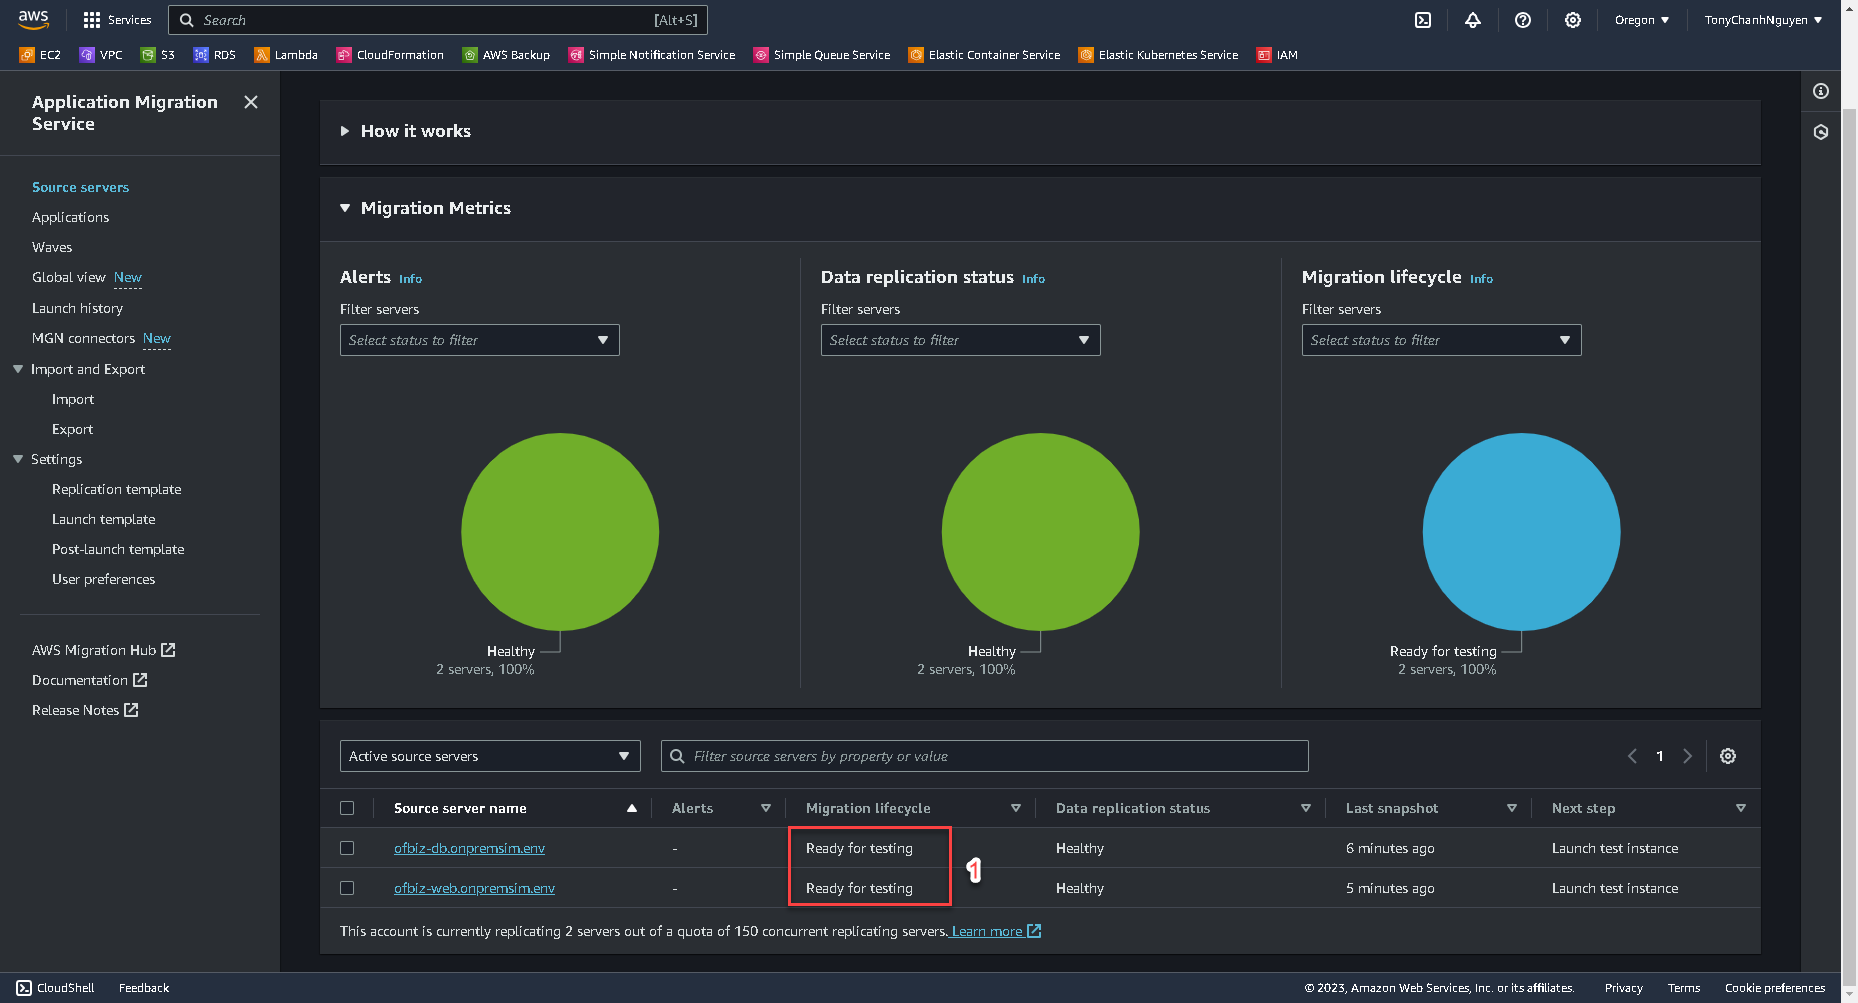 aws
Services
Search
[Alt+S]
Oregon
TonyChanhNguyen
EC2
VPC
S3
RDS
Lambda
CloudFormation
AWS Backup
Simple Notification Service
Simple Queue Service
Elastic Container Service
Elastic Kubernetes Service
IAM
Application Migration
Service
Source servers
Applications
Waves
Global view New
Launch history
MGN connectors New
Import and Export
Import
Export
Settings
Replication template
Launch template
Post-launch template
User preferences
AWS Migration Hub
Documentation
Release Notes
How it works
Migration Metrics
Alerts Info
Filter servers
Select status to filter
Healthy
2 servers, 100%
Data replication status Info
Filter servers
Select status to filter
Healthy
2 servers, 100%
Migration lifecycle Info
Filter servers
Select status to filter
Ready for testing
2 servers, 100%
Active source servers
Filter source servers by property or value
1
Source server name Alerts Migration lifecycle Data replication status Last snapshot Next step
ofbiz-db.onpremsim.env - Ready for testing Healthy 6 minutes ago Launch test instance
1
ofbiz-web.onpremsim.env - Ready for testing Healthy 5 minutes ago Launch test instance
This account is currently replicating 2 servers out of a quota of 150 concurrent replicating servers. Learn more
CloudShell
Feedback
© 2023, Amazon Web Services, Inc. or its affiliates.
Privacy
Terms
Cookie preferences